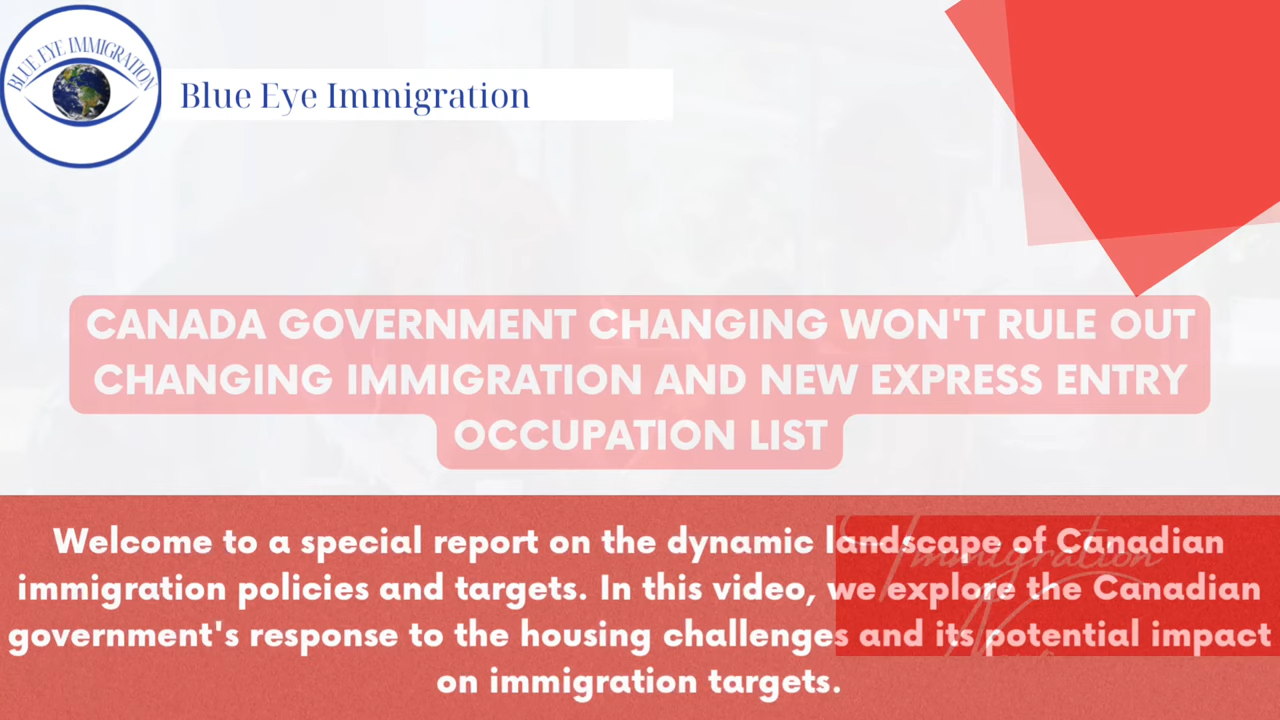 BLUE EYE IMMIGRATION
Blue Eye Immigration
CANADA GOVERNMENT CHANGING WON'T RULE OUT
CHANGING IMMIGRATION AND NEW EXPRESS ENTRY
OCCUPATION LIST
Welcome to a special report on the dynamic landscape of Canadian
immigration policies and targets. In this video, we explore the Canadian
government's response to the housing challenges and its potential impact
on immigration targets.
Immigration
News